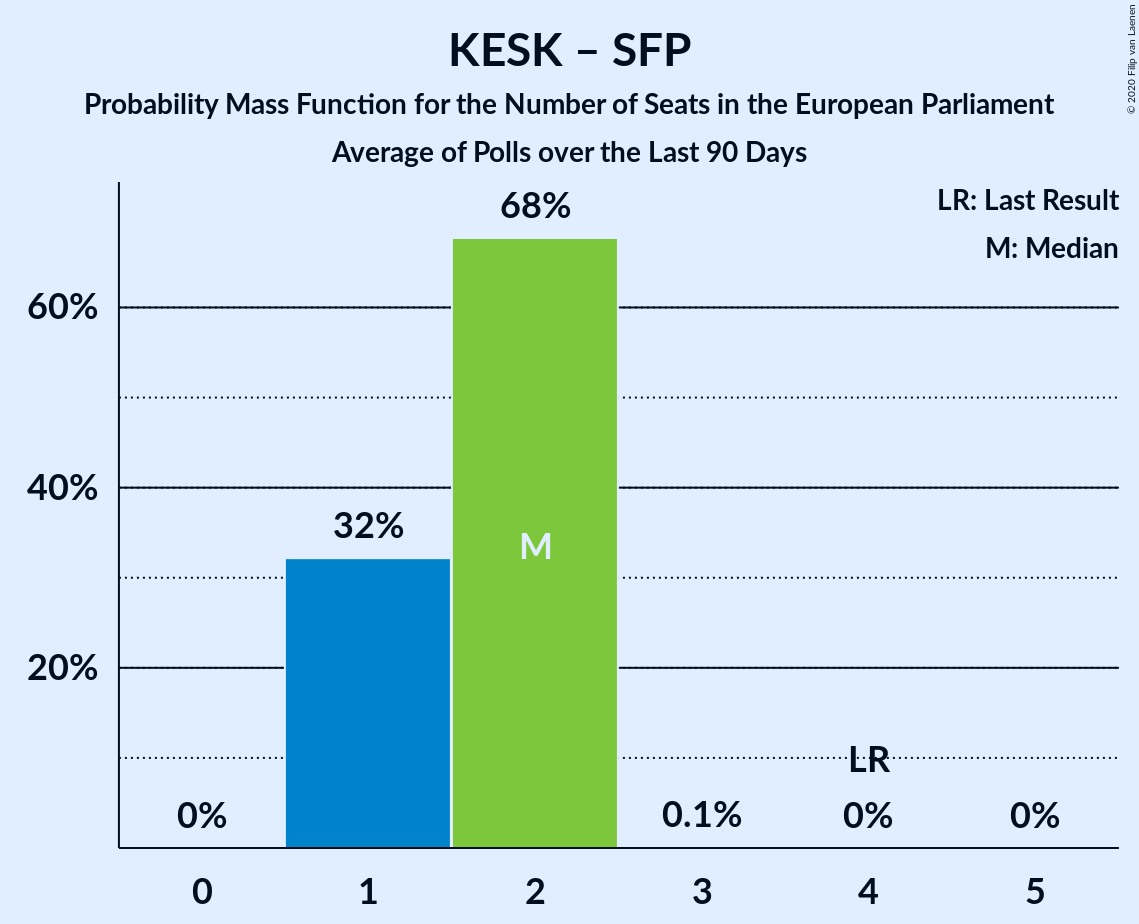 KESK – SFP
Probability Mass Function for the Number of Seats in the European Parliament
Average of Polls over the Last 90 Days
© 2020 Filip van Laenen
LR: Last Result
M: Median
68%
60%
40%
32%
M
20%
LR
0%
0.1%
0%
0%
0
1
2
3
4
5